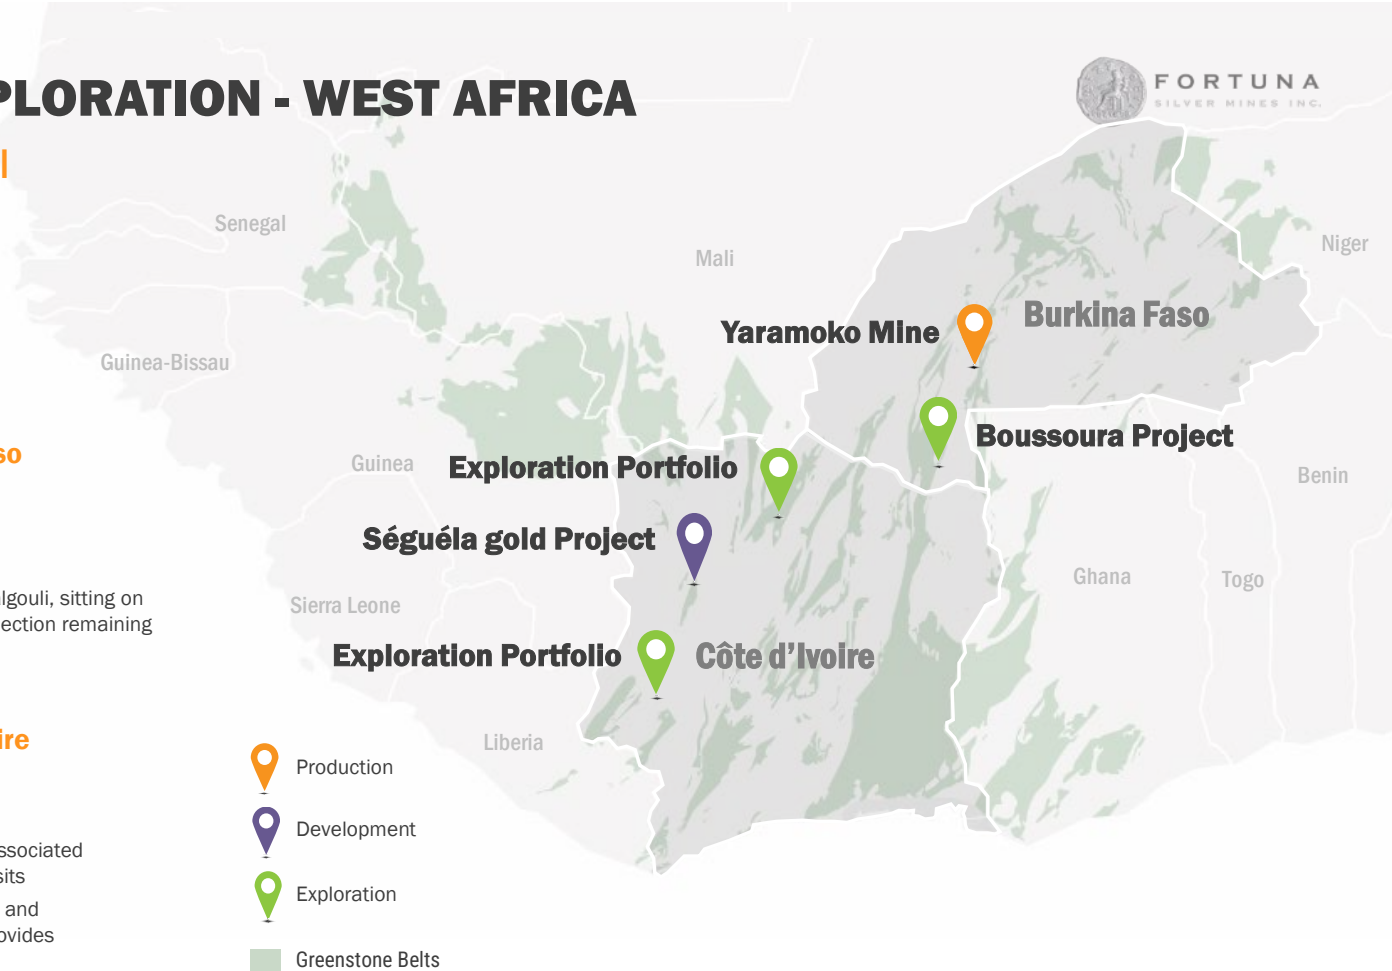 PLORATION - WEST AFRICA
FORTUNA
SILVER MINES INC.
so
lgouli, sitting on
ection remaining
ire
ssociated
sits
and
ovides
Senegal
Mali
Niger
Burkina Faso
Yaramoko Mine
Guinea-Bissau
Boussoura Project
Guinea
Exploration Portfolio
Benin
Séguéla gold Project
Ghana
Togo
Sierra Leone
Exploration Portfolio
Côte d'Ivoire
Liberia
Production
Development
Exploration
Greenstone Belts